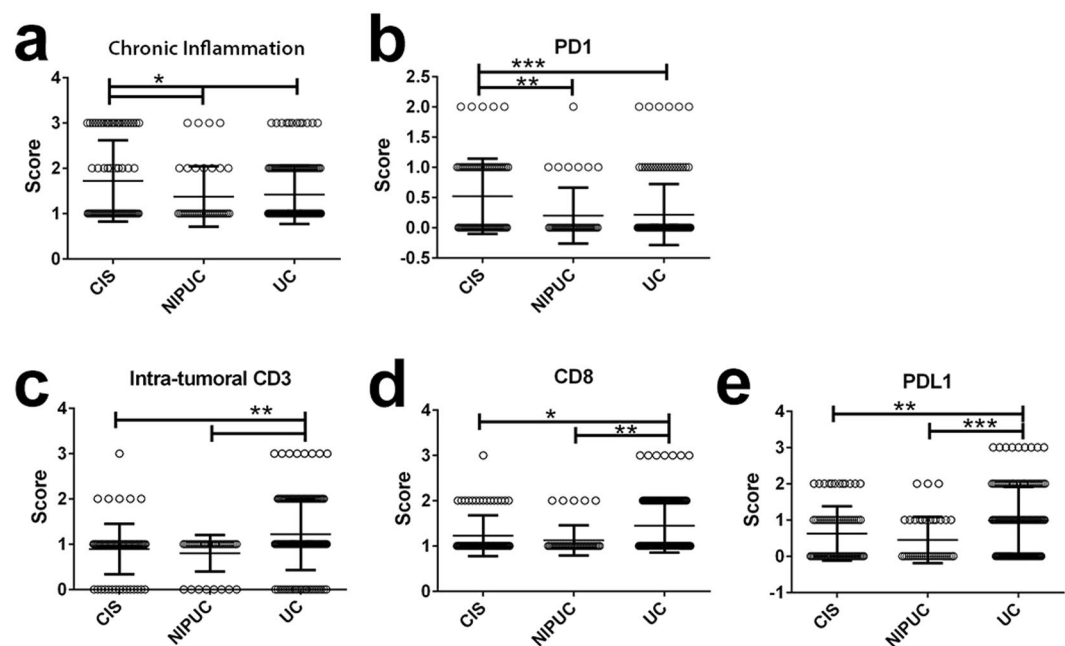 a
Chronic Inflammation
*
Score
4
3
2
1
0
CIS
NIPUC
UC
b
PD1
***
**
Score
2.5
2.0
1.5
1.0
0.5
0.0
-0.5
CIS
NIPUC
UC
c
Intra-tumoral CD3
**
Score
4
3
2
1
0
CIS
NIPUC
UC
d
CD8
*
**
Score
4
3
2
1
0
CIS
NIPUC
UC
e
PDL1
**
***
Score
4
3
2
1
0
-1
CIS
NIPUC
UC